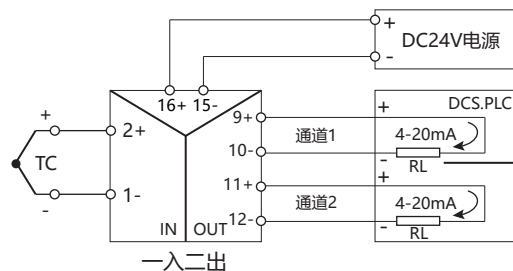 +
DC24V电源
-
16+ 15-
DCS.PLC
+
9+
通道1
4-20mA
+
2+
TC
10-
-
RL
11+
+
1-
通道2
4-20mA
-
12-
-
RL
IN OUT
一入二出